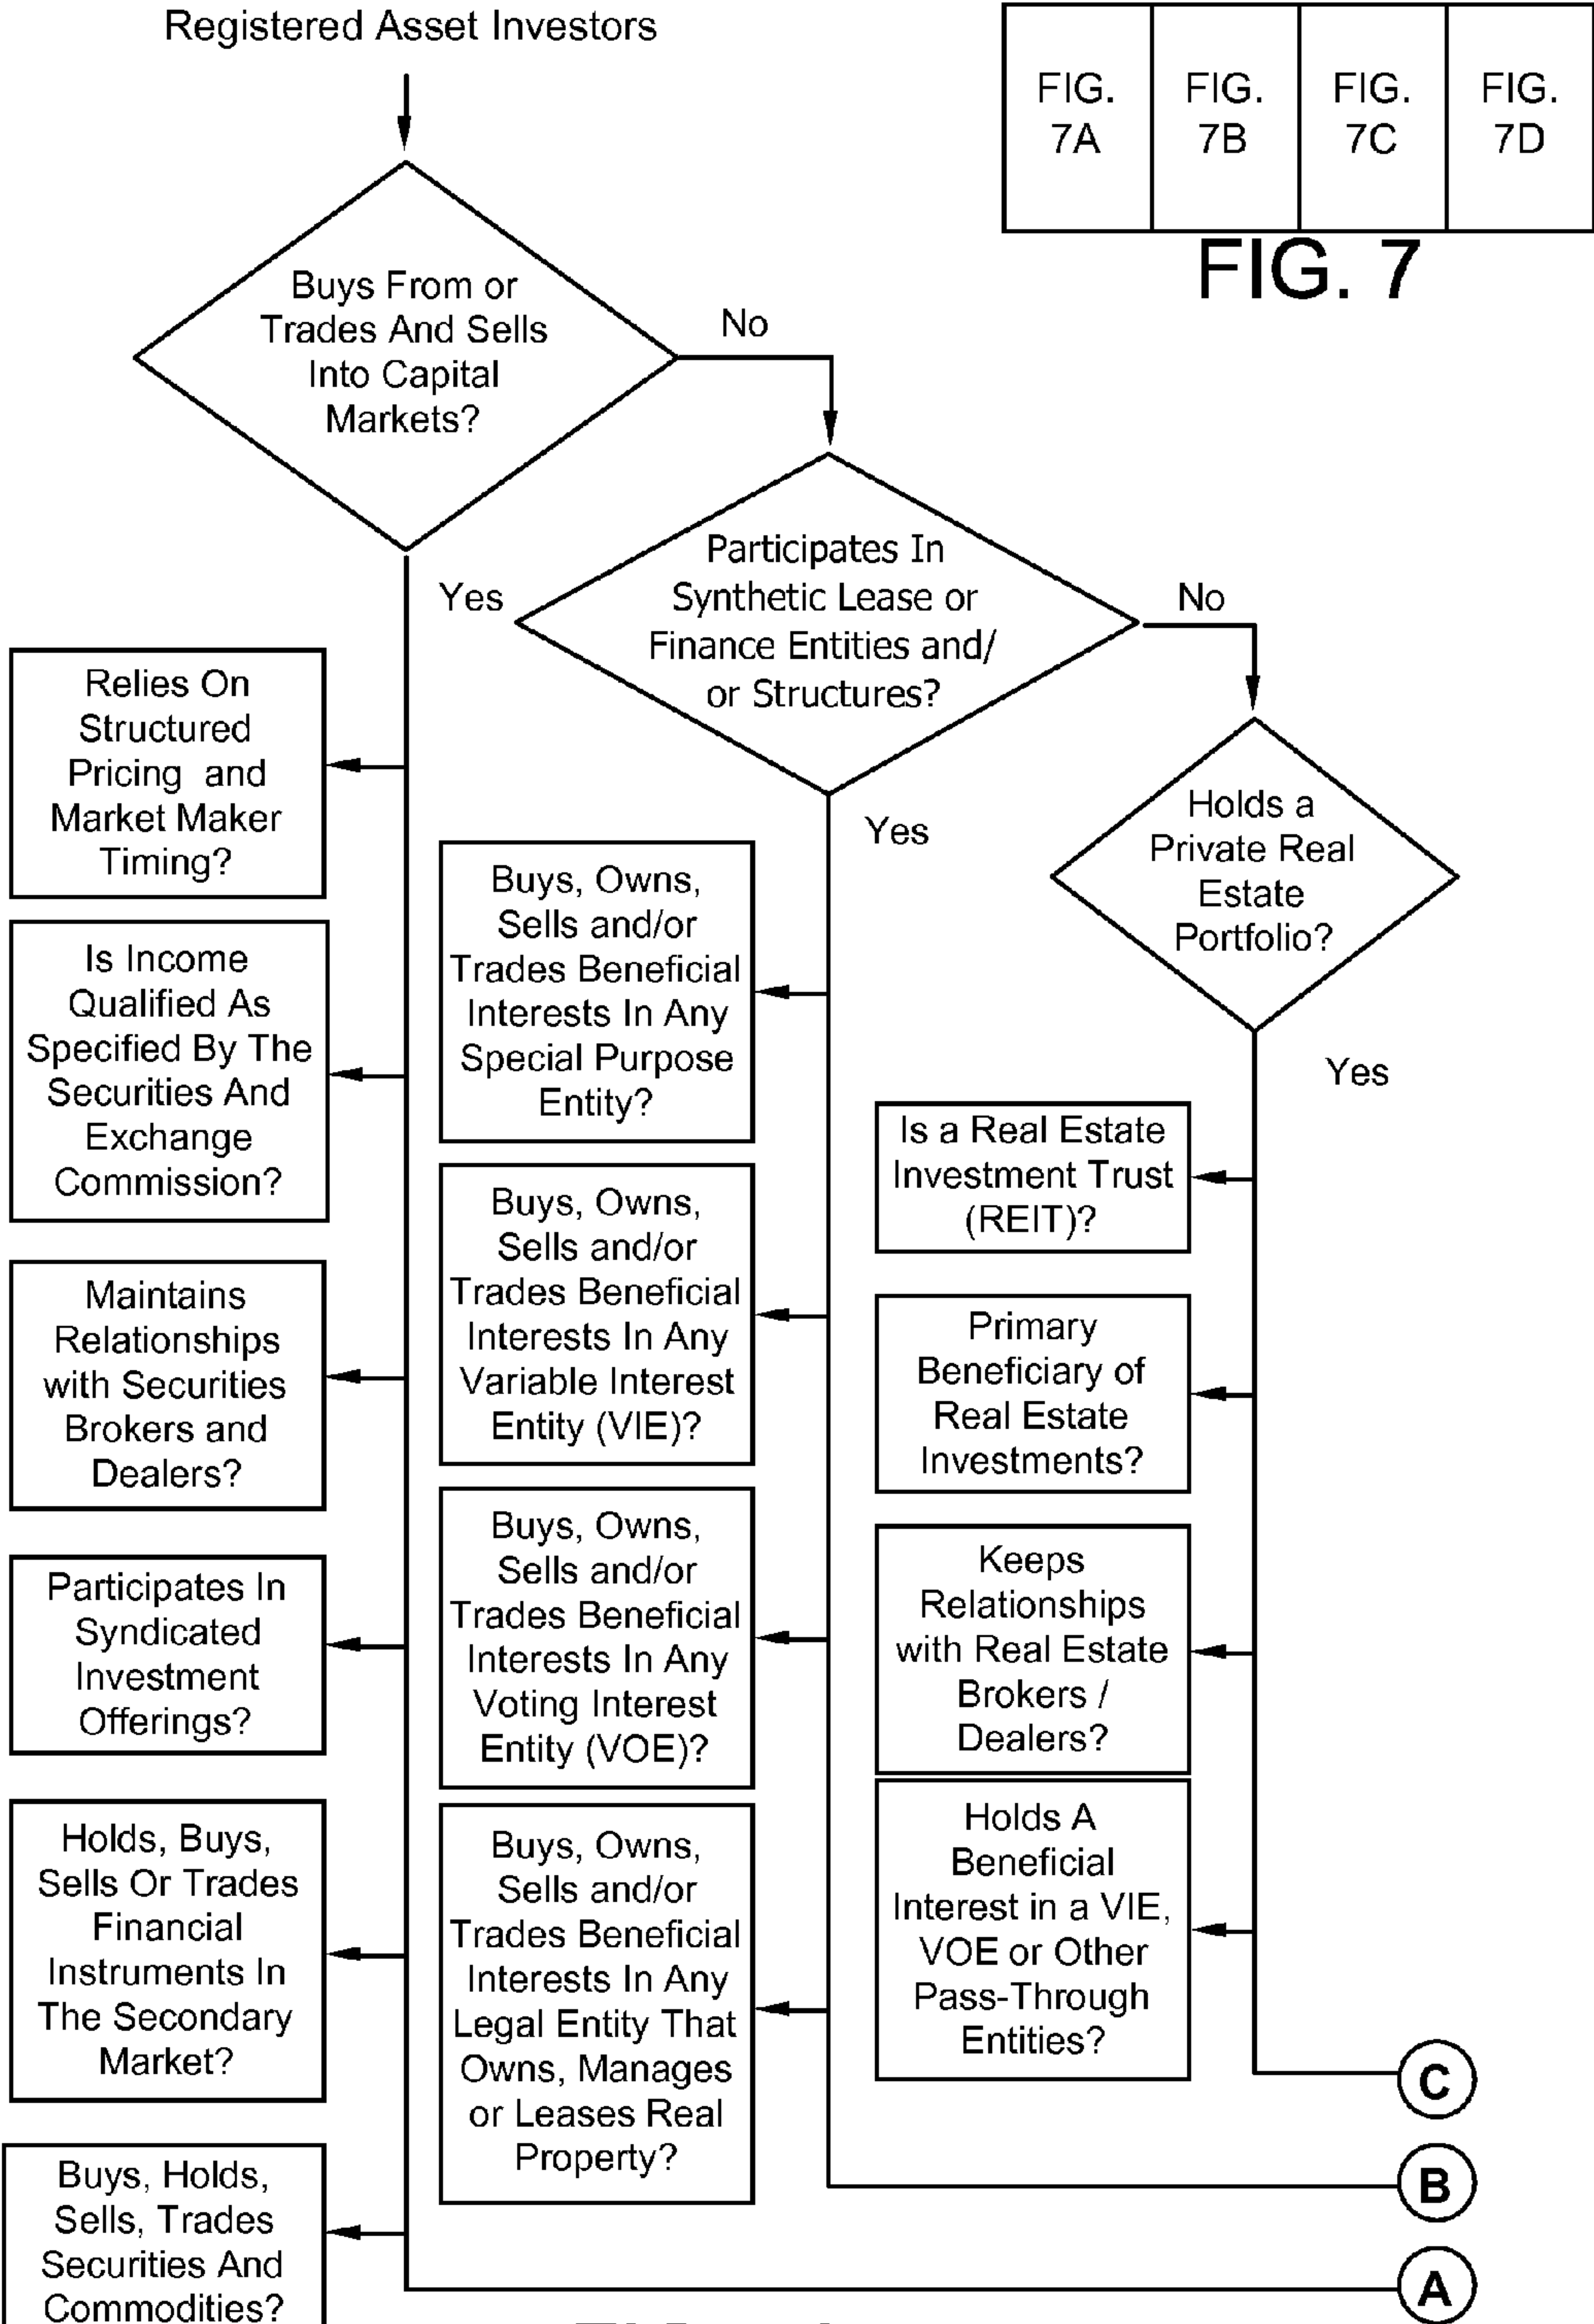 Registered Asset Investors
FIG.
7A
FIG.
7B
FIG.
7C
FIG.
7D
FIG. 7
Buys From or
Trades And Sells
Into Capital
Markets?
No
Yes
Participates In
Synthetic Lease or
Finance Entities and/
or Structures?
No
Yes
Holds a
Private Real
Estate
Portfolio?
Yes
Relies On
Structured
Pricing and
Market Maker
Timing?
Is Income
Qualified As
Specified By The
Securities And
Exchange
Commission?
Maintains
Relationships
with Securities
Brokers and
Dealers?
Participates In
Syndicated
Investment
Offerings?
Holds, Buys,
Sells Or Trades
Financial
Instruments In
The Secondary
Market?
Buys, Holds,
Sells, Trades
Securities And
Commodities?
Buys, Owns,
Sells and/or
Trades Beneficial
Interests In Any
Special Purpose
Entity?
Buys, Owns,
Sells and/or
Trades Beneficial
Interests In Any
Variable Interest
Entity (VIE)?
Buys, Owns,
Sells and/or
Trades Beneficial
Interests In Any
Voting Interest
Entity (VOE)?
Buys, Owns,
Sells and/or
Trades Beneficial
Interests In Any
Legal Entity That
Owns, Manages
or Leases Real
Property?
Is a Real Estate
Investment Trust
(REIT)?
Primary
Beneficiary of
Real Estate
Investments?
Keeps
Relationships
with Real Estate
Brokers /
Dealers?
Holds A
Beneficial
Interest in a VIE,
VOE or Other
Pass-Through
Entities?
C
B
A